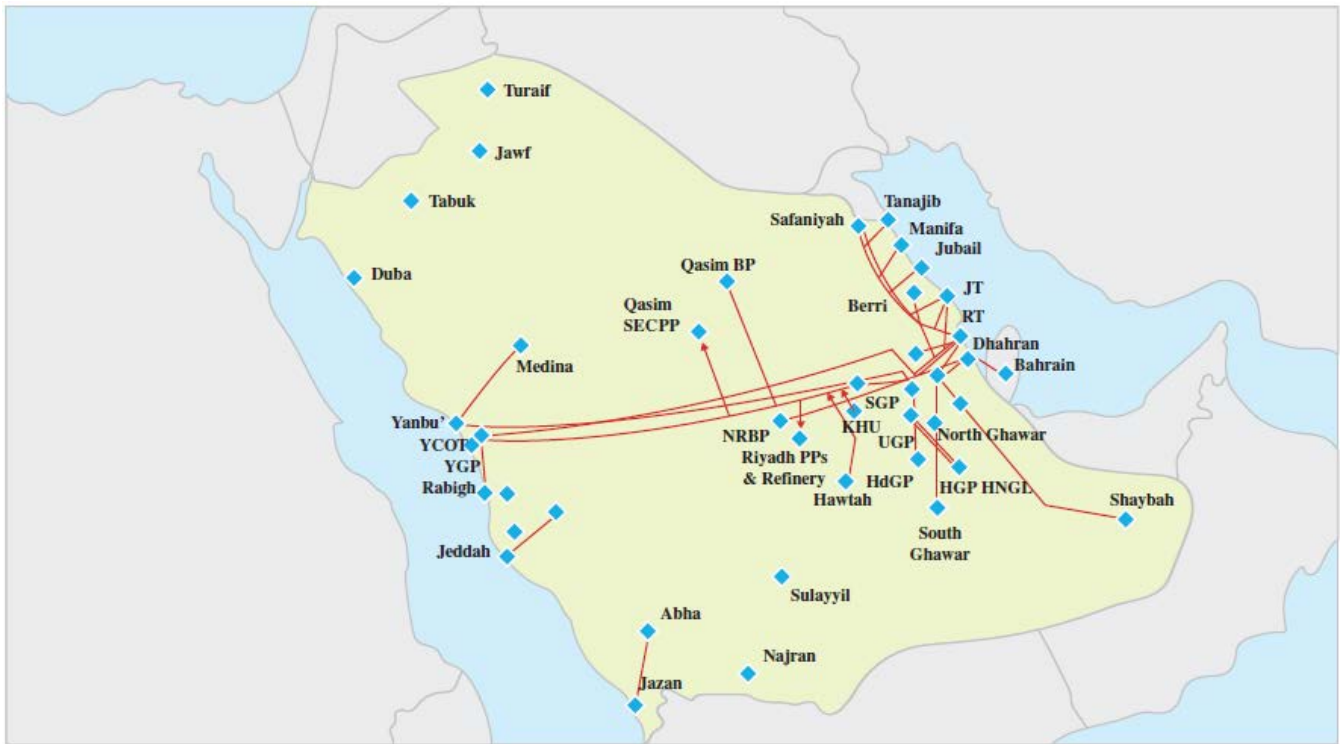 Turaif
Jawf
Tabuk
Duba
Safaniyah
Tanajib
Manifa
Jubail
Qasim BP
Qasim
SECPP
Berri
JT
RT
Dhahran
Bahrain
Medina
Yanbu'
YCOT
YGP
Rabigh
Jeddah
NRBP
Riyadh PPs
& Refinery
SGP
KHU
UGP
North Ghawar
Hawtah
HdGP
HGP HNGL
South
Ghawar
Shaybah
Sulayyil
Abha
Najran
Jazan